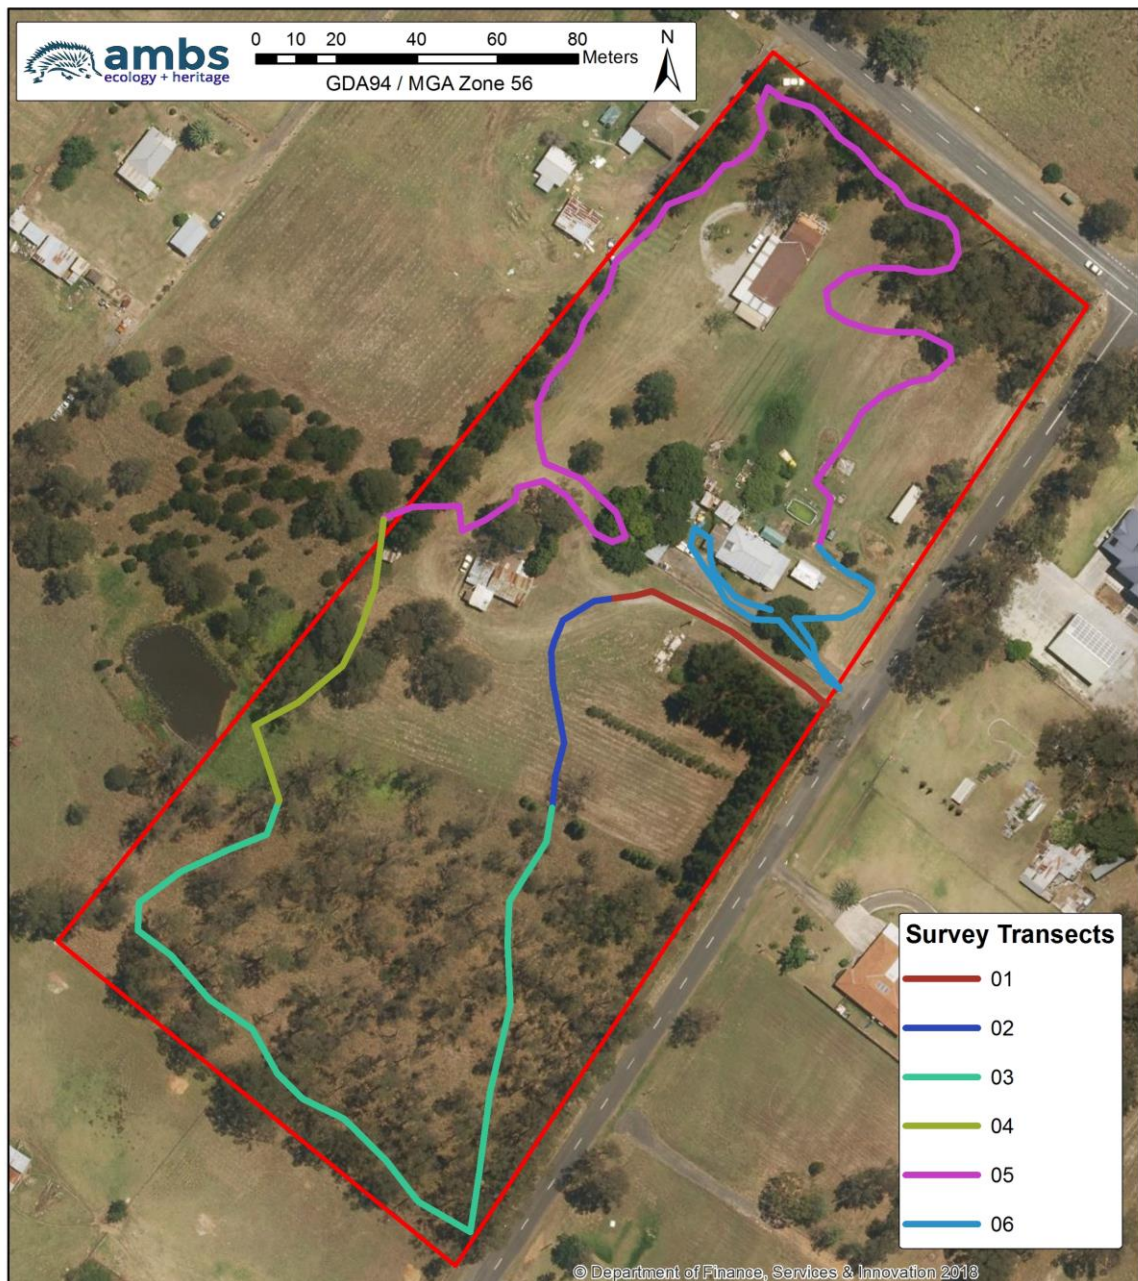 ambs
ecology + heritage
0 10 20 40 60 80
Meters
GDA94 / MGA Zone 56
N
Survey Transects
01
02
03
04
05
06
© Department of Finance, Services & Innovation 2018